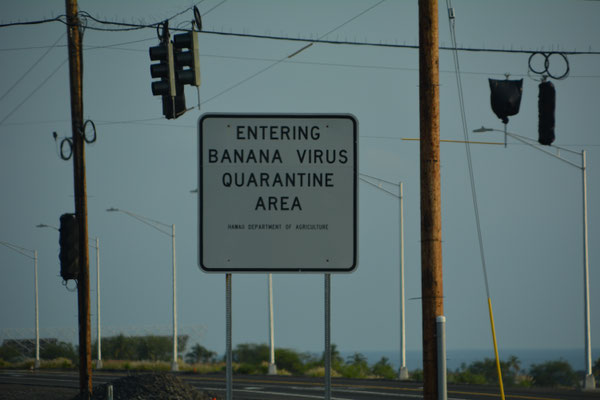 ENTERING
BANANA VIRUS
QUARANTINE
AREA
HAWAII DEPARTMENT OF AGRICULTURE